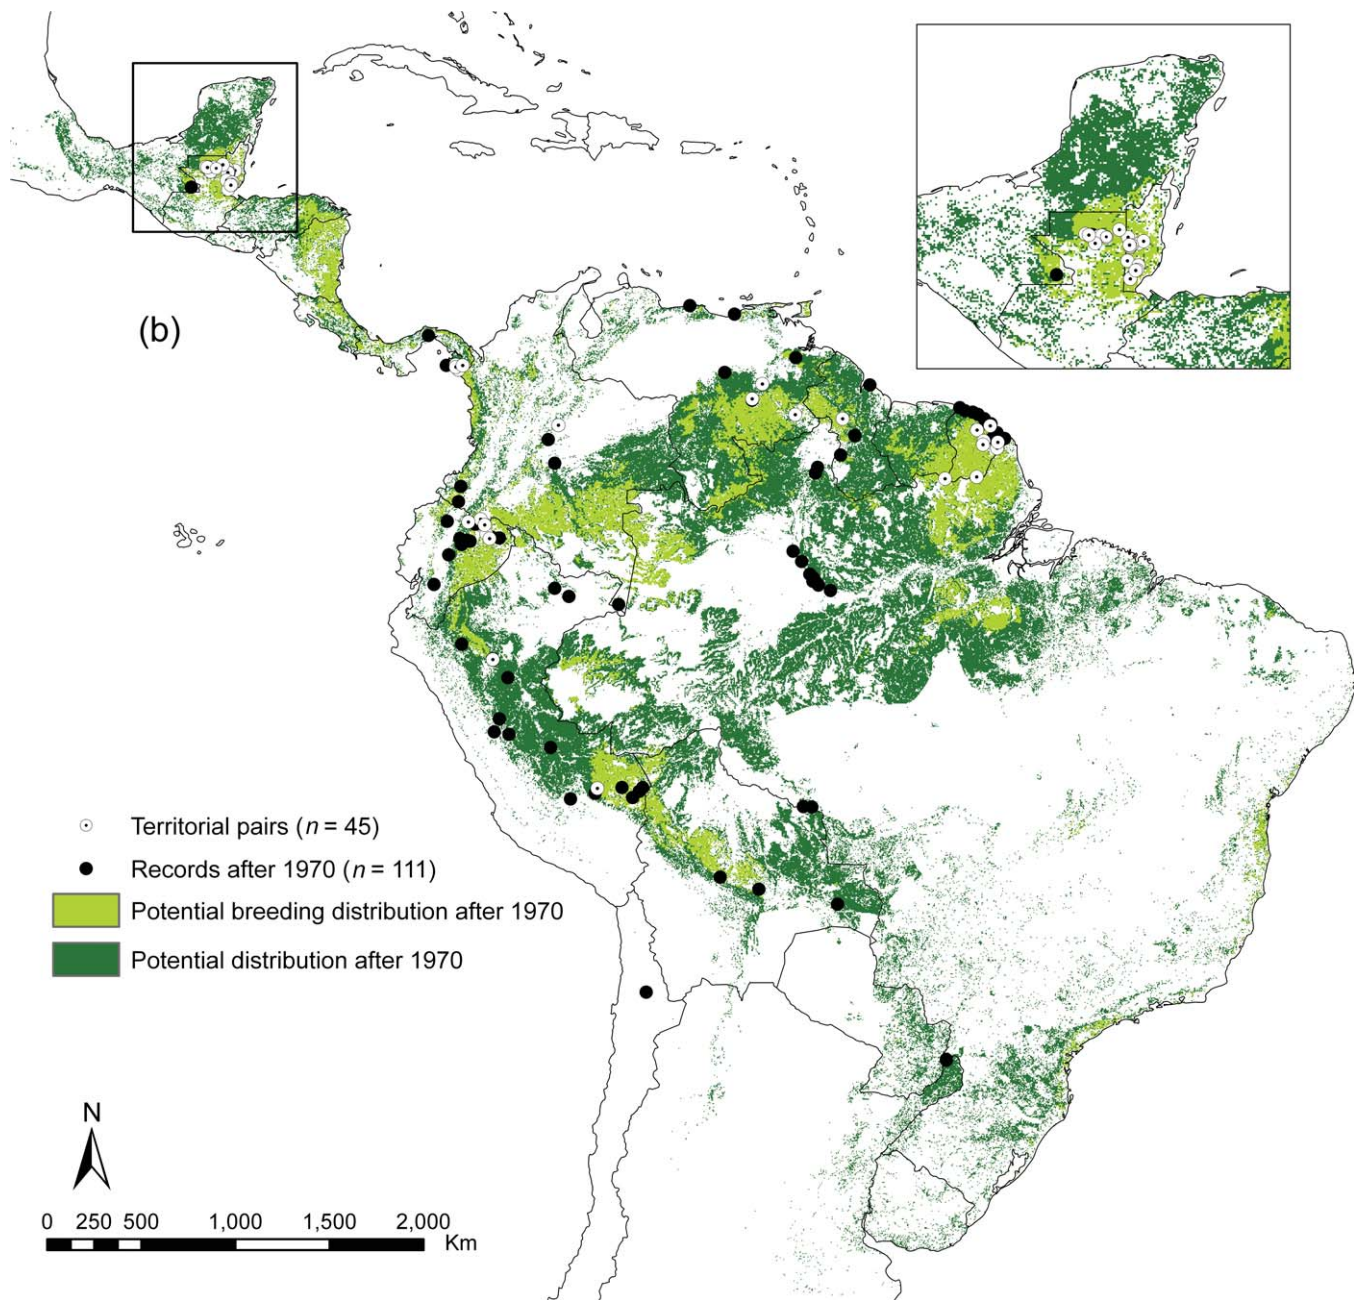 (b)
Territorial pairs (n = 45)
Records after 1970 (n = 111)
Potential breeding distribution after 1970
Potential distribution after 1970
N
0 250 500 1,000 1,500 2,000
Km